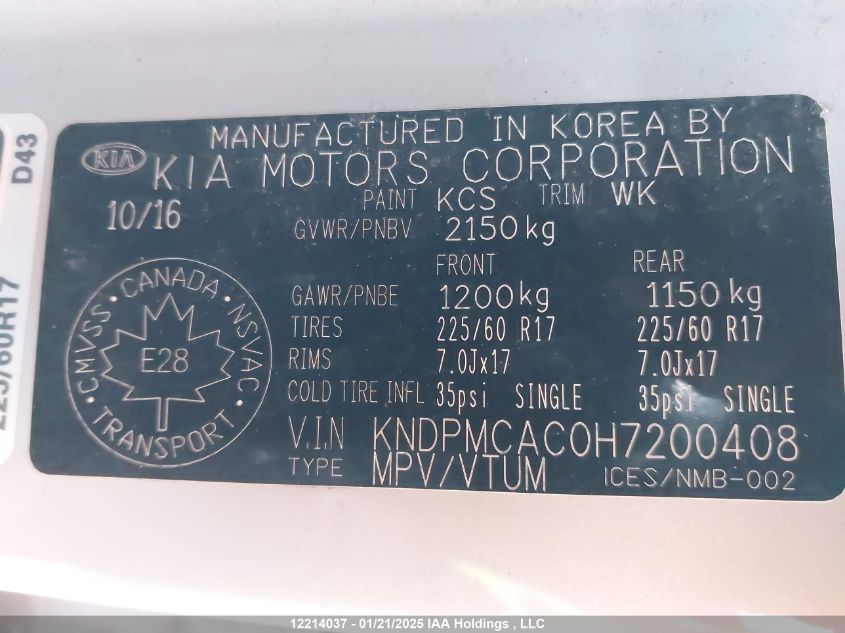 MANUFACTURED IN KOREA BY
KIA KIA MOTORS CORPORATION
10/16 PAINT KCS TRIM WK
GVWR/PNBV 2150kg
FRONT REAR
GAWR/PNBE 1200kg 1150kg
TIRES 225/60 R17 225/60 R17
RIMS 7.0Jx17 7.0Jx17
COLD TIRE INFL 35psi SINGLE 35psi SINGLE
V.I.N KNDPMCAC0H7200408
TYPE MPV/VTUM ICES/NMB-002
CANADA · NSVAC · TRANSPORT · CMVSS ·
E28
D43
225/60R17
12214037 - 01/21/2025 IAA Holdings , LLC